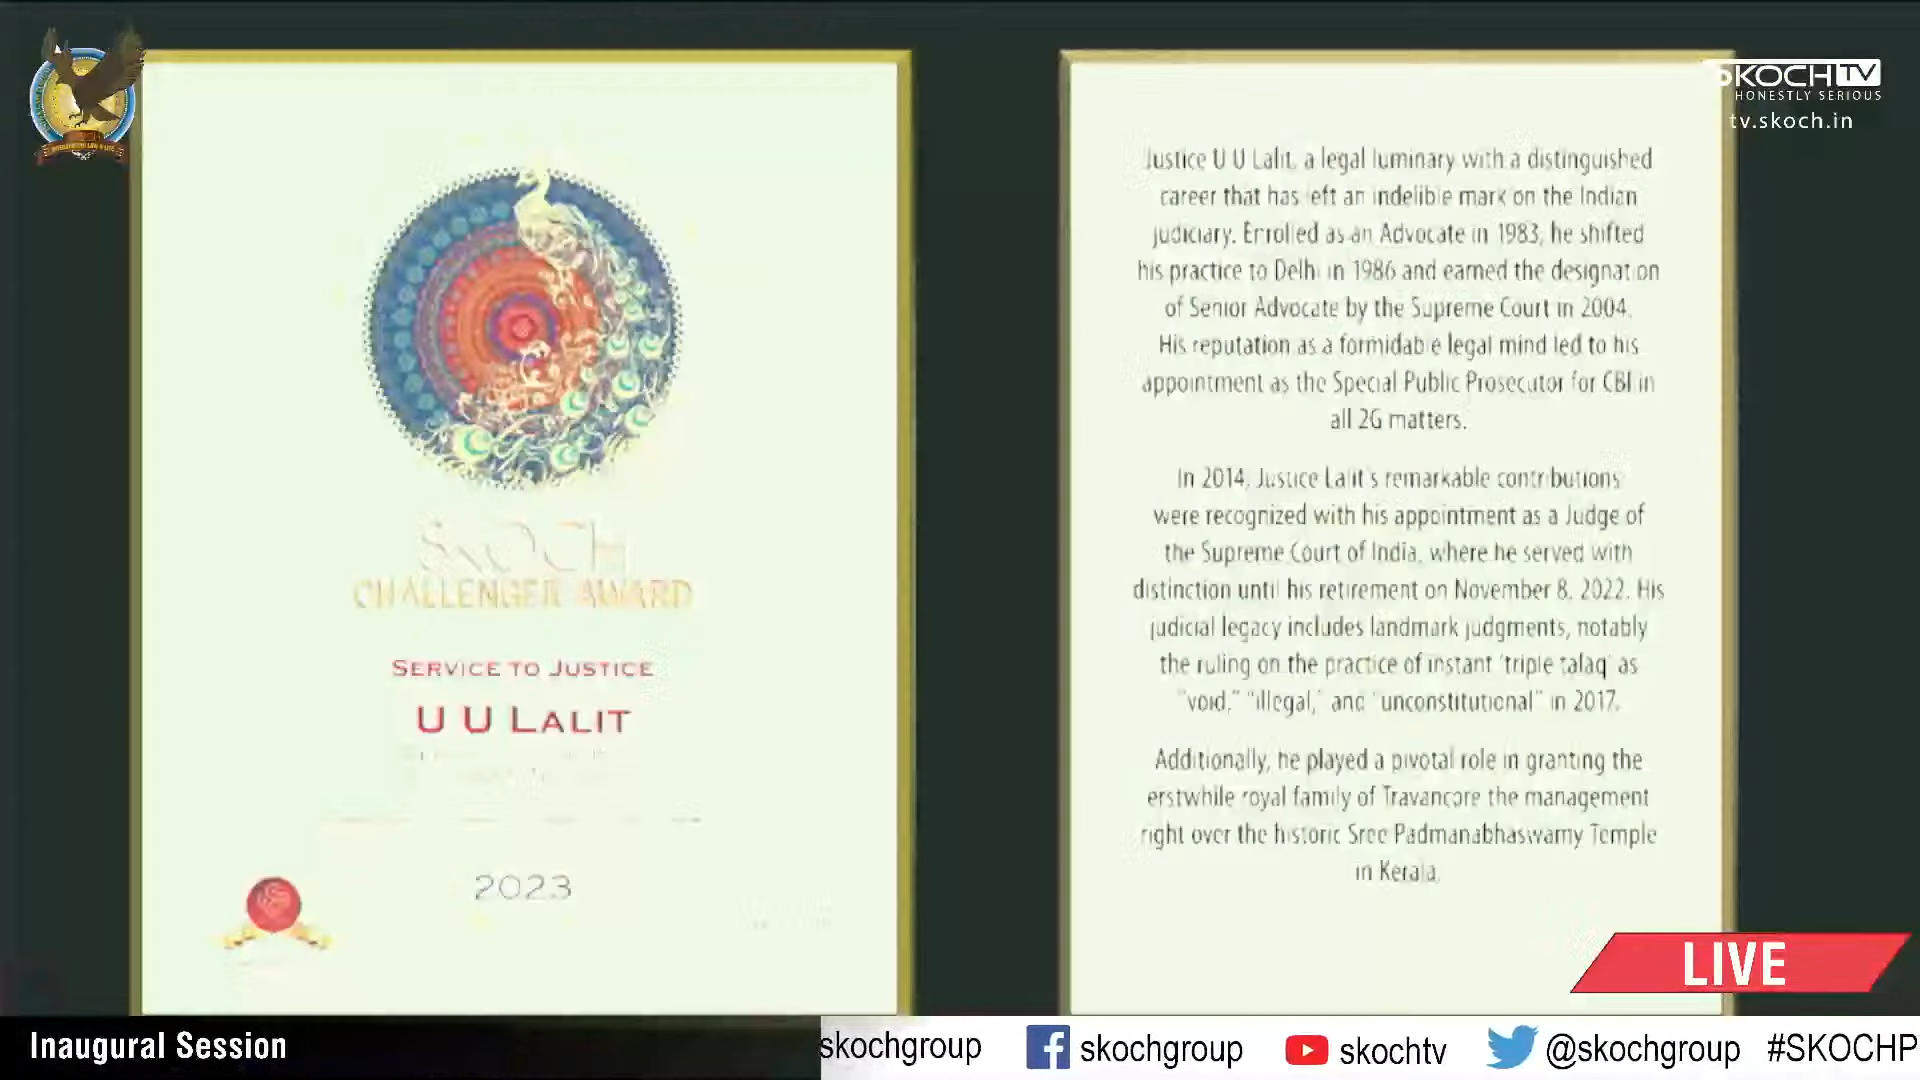 SKOCH TV
HONESTLY SERIOUS
tv.skoch.in
SKOCH
CHALLENGER AWARD
SERVICE TO JUSTICE
U U LALIT
2023
Justice U U Lalit, a legal luminary with a distinguished
career that has left an indelible mark on the Indian
judiciary. Enrolled as an Advocate in 1983, he shifted
his practice to Delhi in 1986 and earned the designation
of Senior Advocate by the Supreme Court in 2004.
His reputation as a formidable legal mind led to his
appointment as the Special Public Prosecutor for CBI in
all 2G matters.
In 2014, Justice Lalit's remarkable contributions
were recognized with his appointment as a Judge of
the Supreme Court of India, where he served with
distinction until his retirement on November 8, 2022. His
judicial legacy includes landmark judgments, notably
the ruling on the practice of instant 'triple talaq' as
"void," "illegal," and "unconstitutional" in 2017.
Additionally, he played a pivotal role in granting the
erstwhile royal family of Travancore the management
right over the historic Sree Padmanabhaswamy Temple
in Kerala.
LIVE
Inaugural Session
skochgroup skochgroup skochtv @skochgroup #SKOCHP